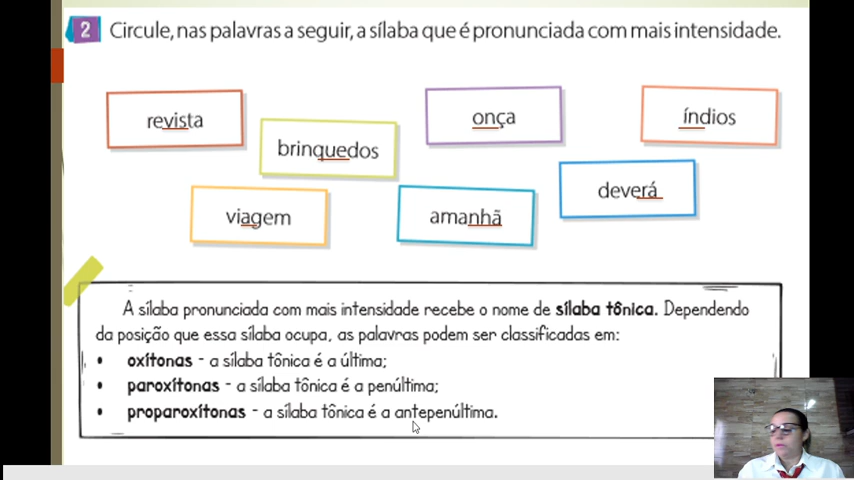 2 Circule, nas palavras a seguir, a sílaba que é pronunciada com mais intensidade.
revista
brinquedos
onça
índios
viagem
amanhã
deverá
A sílaba pronunciada com mais intensidade recebe o nome de sílaba tônica. Dependendo
da posição que essa sílaba ocupa, as palavras podem ser classificadas em:
• oxítonas - a sílaba tônica é a última;
• paroxítonas - a sílaba tônica é a penúltima;
• proparoxítonas - a sílaba tônica é a antepenúltima.